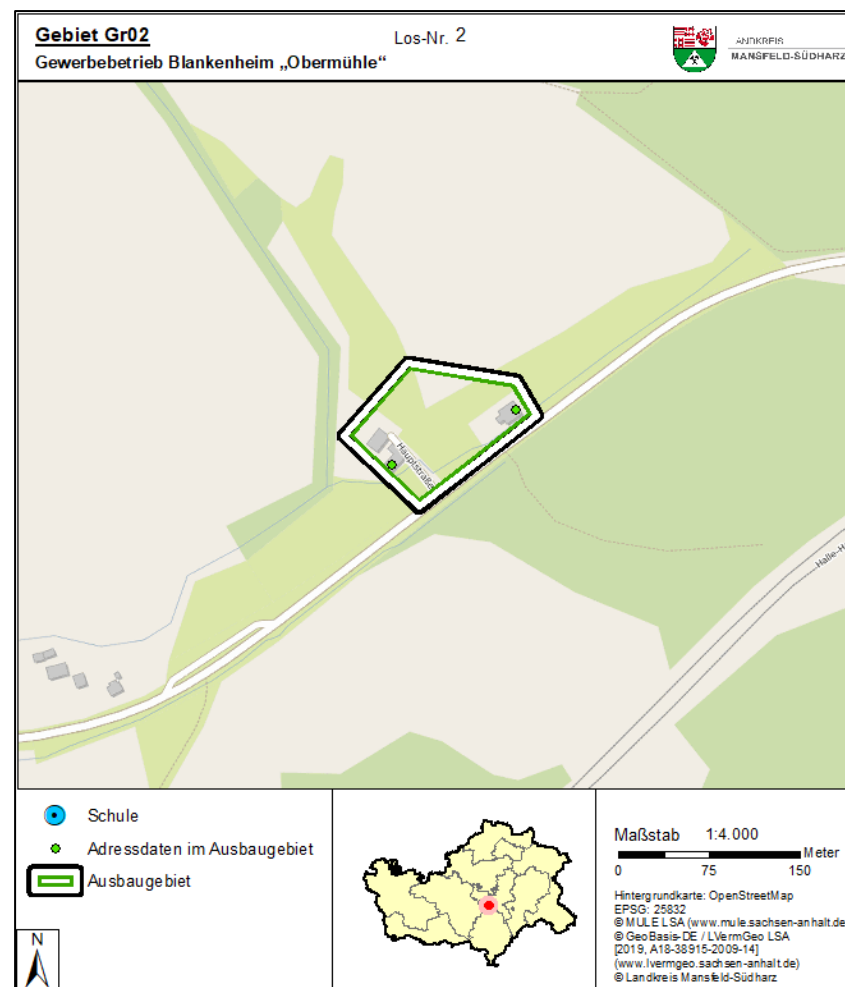 Gebiet Gr02
Los-Nr. 2
Gewerbebetrieb Blankenheim „Obermühle“
ANDKREIS
MANSFELD-SÜDHARZ
Hauptstraße
Halle-H
Schule
Adressdaten im Ausbaugebiet
Ausbaugebiet
N
Maßstab 1:4.000
Meter
0 75 150
Hintergrundkarte: OpenStreetMap
EPSG: 25832
© MULE LSA (www.mule.sachsen-anhalt.de
© GeoBasis-DE / LVermGeo LSA
[2019, A18-38915-2009-14]
(www.lvermgeo.sachsen-anhalt.de)
© Landkreis Mansfeld-Südharz